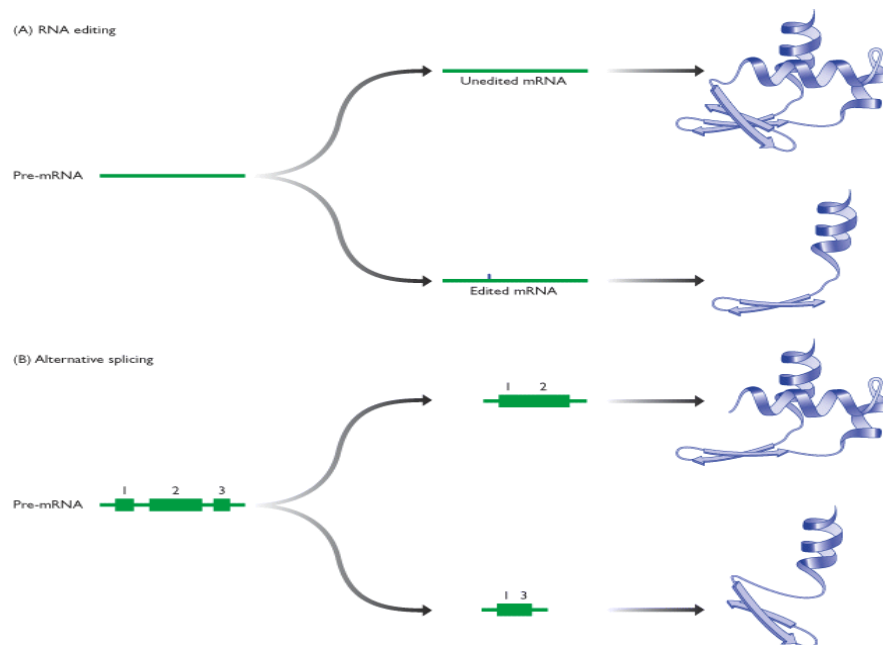 (A) RNA editing
Unedited mRNA
Pre-mRNA
Edited mRNA
(B) Alternative splicing
1 2
1 2 3
Pre-mRNA
1 3